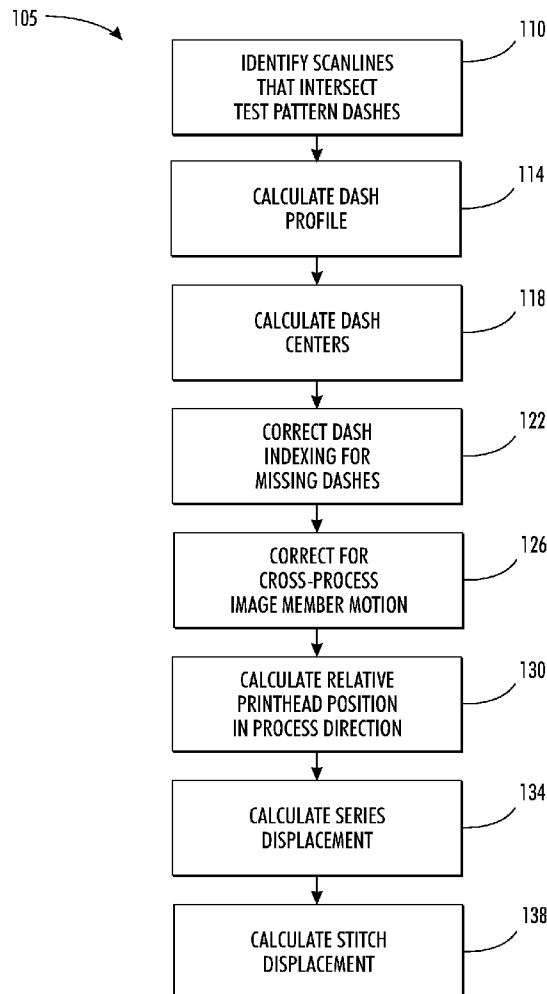 105
110
IDENTIFY SCANLINES
THAT INTERSECT
TEST PATTERN DASHES
114
CALCULATE DASH
PROFILE
118
CALCULATE DASH
CENTERS
122
CORRECT DASH
INDEXING FOR
MISSING DASHES
126
CORRECT FOR
CROSS-PROCESS
IMAGE MEMBER MOTION
130
CALCULATE RELATIVE
PRINTHEAD POSITION
IN PROCESS DIRECTION
134
CALCULATE SERIES
DISPLACEMENT
138
CALCULATE STITCH
DISPLACEMENT